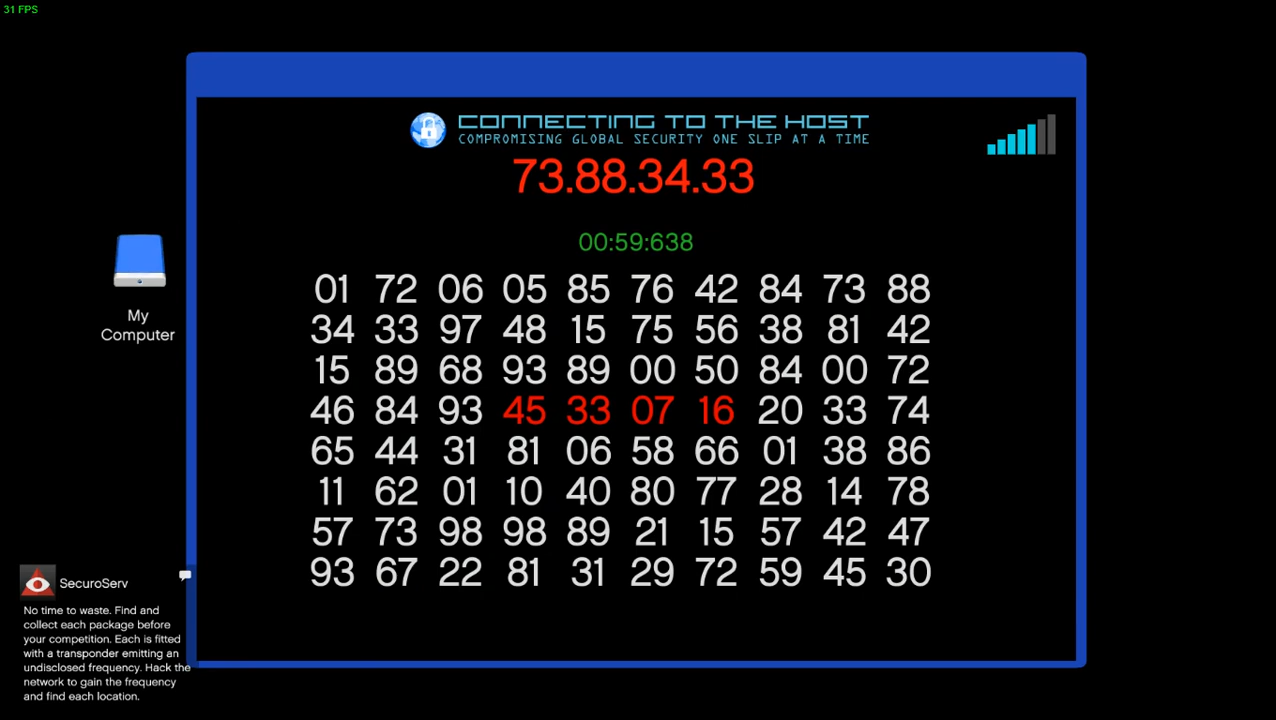 31 FPS
CONNECTING TO THE HOST
COMPROMISING GLOBAL SECURITY ONE SLIP AT A TIME
73.88.34.33
00:59:638
01 72 06 05 85 76 42 84 73 88
34 33 97 48 15 75 56 38 81 42
15 89 68 93 89 00 50 84 00 72
46 84 93 45 33 07 16 20 33 74
65 44 31 81 06 58 66 01 38 86
11 62 01 10 40 80 77 28 14 78
57 73 98 98 89 21 15 57 42 47
93 67 22 81 31 29 72 59 45 30
My
Computer
SecuroServ
No time to waste. Find and
collect each package before
your competition. Each is fitted
with a transponder emitting an
undisclosed frequency. Hack the
network to gain the frequency
and find each location.